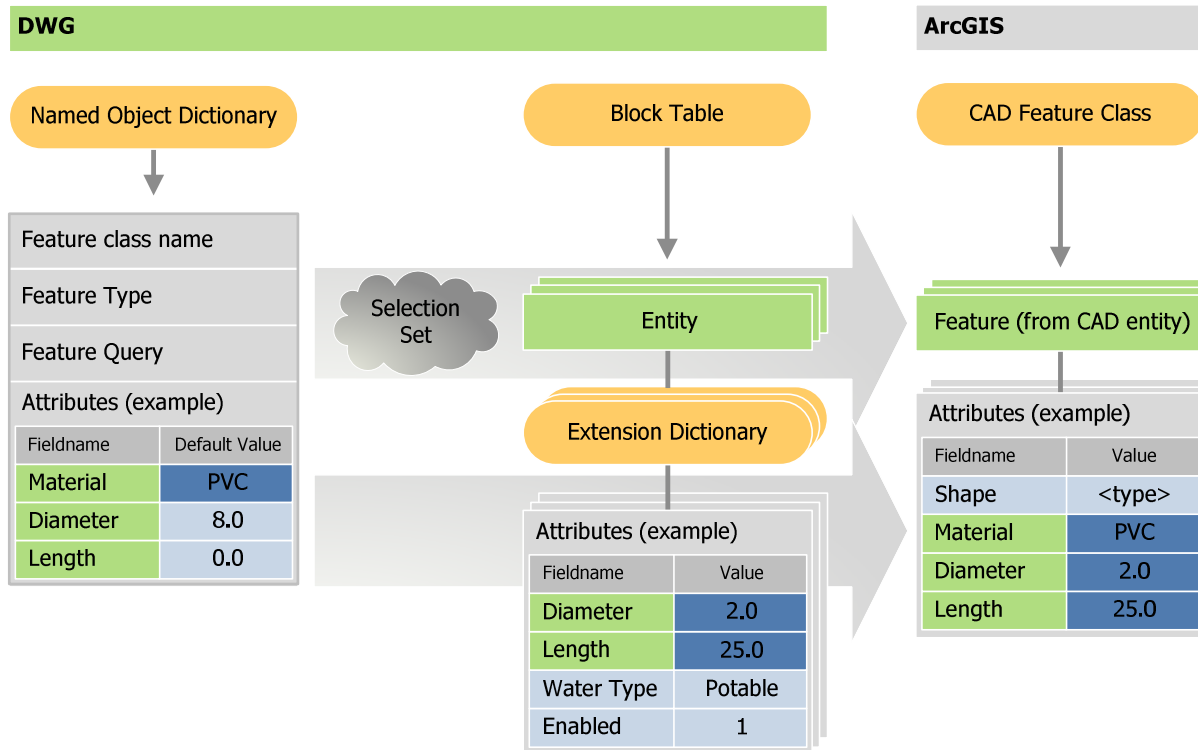 DWG
ArcGIS
Named Object Dictionary
Block Table
CAD Feature Class
Feature class name
Feature Type
Feature Query
Attributes (example)
Fieldname Default Value
Material PVC
Diameter 8.0
Length 0.0
Selection
Set
Entity
Extension Dictionary
Attributes (example)
Fieldname Value
Diameter 2.0
Length 25.0
Water Type Potable
Enabled 1
Feature (from CAD entity)
Attributes (example)
Fieldname Value
Shape <type>
Material PVC
Diameter 2.0
Length 25.0